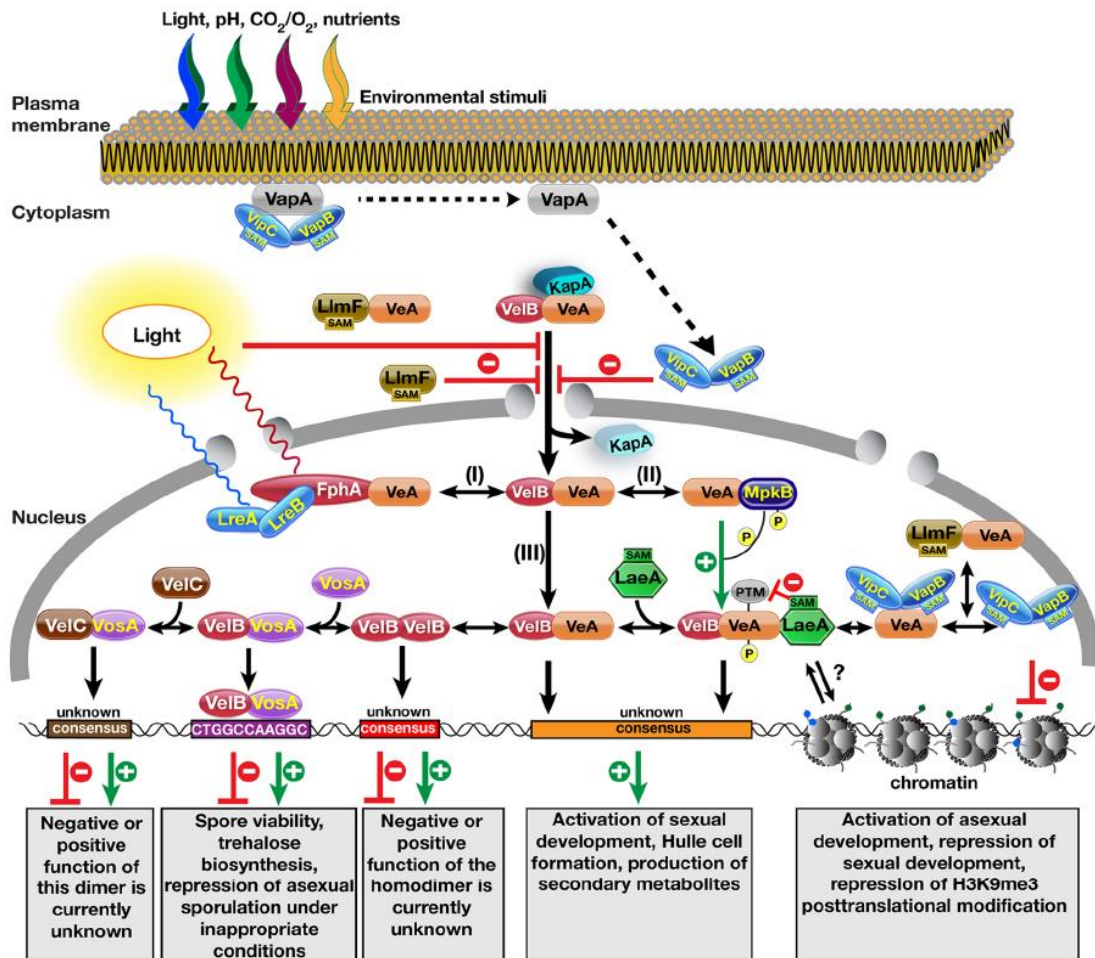 Light, pH, CO2/O2, nutrients
Plasma
membrane
Environmental stimuli
Cytoplasm
VapA
VipC
VapB
SAM
SAM
VapA
KapA
LlmF
VeA
SAM
VelB
VeA
Light
LlmF
SAM
VipC
VapB
SAM
SAM
KapA
Nucleus
FphA
VeA
(I)
VelB
VeA
(II)
VeA
MpkB
LreA
LreB
P
P
LlmF
VeA
SAM
(III)
SAM
LaeA
VelC
VosA
PTM
SAM
VipC
VapB
SAM
SAM
VipC
VapB
SAM
SAM
VelC
VosA
VelB
VosA
VelB
VelB
VelB
VeA
VelB
VeA
LaeA
VeA
P
?
VelB
VosA
unknown
consensus
CTGGCCAAGGC
unknown
consensus
unknown
consensus
chromatin
Negative or
positive
function of
this dimer is
currently
unknown
Spore viability,
trehalose
biosynthesis,
repression of asexual
sporulation under
inappropriate
conditions
Negative or
positive
function of the
homodimer is
currently
unknown
Activation of sexual
development, Hulle cell
formation, production of
secondary metabolites
Activation of asexual
development, repression of
sexual development,
repression of H3K9me3
posttranslational modification